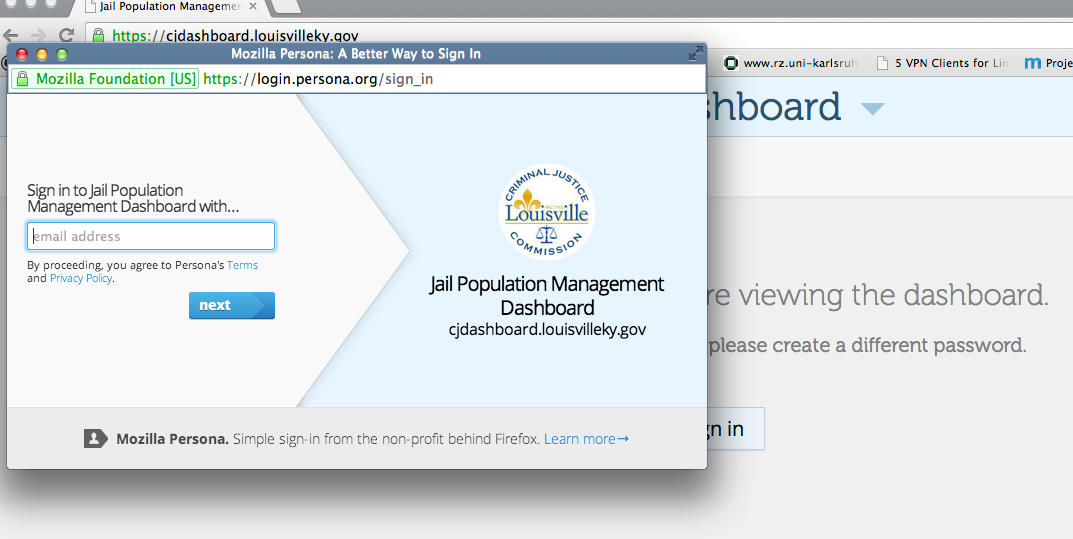 Jail Population Managemen
https://cjdashboard.louisvilleky.gov
Mozilla Persona: A Better Way to Sign In
Mozilla Foundation [US] https://login.persona.org/sign_in
www.rz.uni-karlsruh
5 VPN Clients for Lin
Proje
shboard
Sign in to Jail Population
Management Dashboard with...
email address
By proceeding, you agree to Persona's Terms
and Privacy Policy.
next
CRIMINAL JUSTICE
METRO
Louisville
COMMISSION
Jail Population Management
Dashboard
cjdashboard.louisvilleky.gov
re viewing the dashboard.
please create a different password.
gn in
Mozilla Persona. Simple sign-in from the non-profit behind Firefox. Learn more→